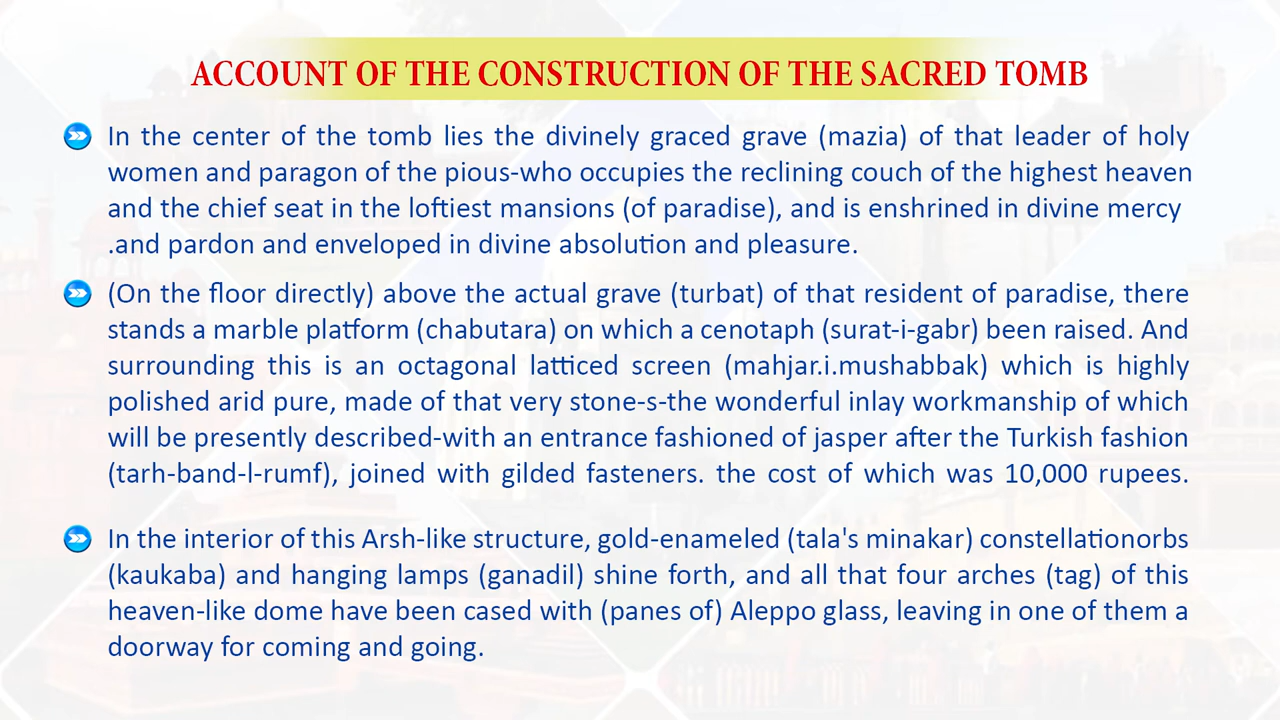 ACCOUNT OF THE CONSTRUCTION OF THE SACRED TOMB
In the center of the tomb lies the divinely graced grave (mazia) of that leader of holy
women and paragon of the pious-who occupies the reclining couch of the highest heaven
and the chief seat in the loftiest mansions (of paradise), and is enshrined in divine mercy
.and pardon and enveloped in divine absolution and pleasure.
(On the floor directly) above the actual grave (turbat) of that resident of paradise, there
stands a marble platform (chabutara) on which a cenotaph (surat-i-gabr) been raised. And
surrounding this is an octagonal latticed screen (mahjar.i.mushabbak) which is highly
polished arid pure, made of that very stone-s-the wonderful inlay workmanship of which
will be presently described-with an entrance fashioned of jasper after the Turkish fashion
(tarh-band-l-rumf), joined with gilded fasteners. the cost of which was 10,000 rupees.
In the interior of this Arsh-like structure, gold-enameled (tala's minakar) constellationorbs
(kaukaba) and hanging lamps (ganadil) shine forth, and all that four arches (tag) of this
heaven-like dome have been cased with (panes of) Aleppo glass, leaving in one of them a
doorway for coming and going.